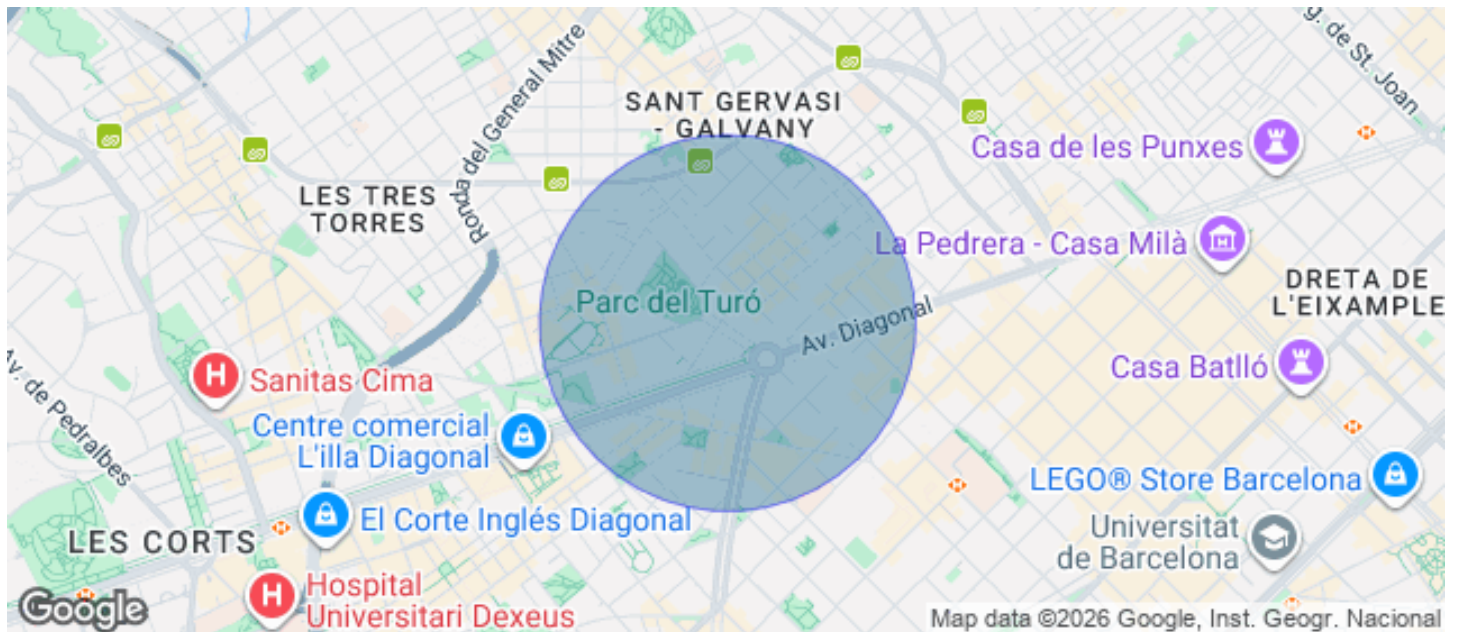 g. de St. Joan
Ronda del General Mitre
SANT GERVASI
- GALVANY
Casa de les Punxes
LES TRES
TORRES
La Pedrera - Casa Milà
DRETA DE
L'EIXAMPLE
Parc del Turó
Av. Diagonal
Casa Batlló
Sanitas Cima
Av. de Pedralbes
Centre comercial
L'illa Diagonal
LEGO® Store Barcelona
El Corte Inglés Diagonal
Universitat
de Barcelona
LES CORTS
Hospital
Universitari Dexeus
Google
Map data ©2026 Google, Inst. Geogr. Nacional